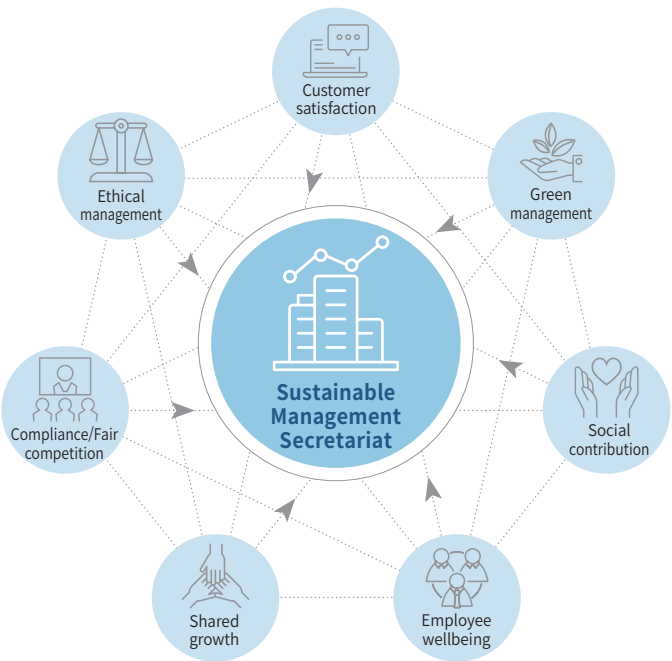 Customer
satisfaction
Ethical
management
Green
management
Sustainable
Management
Secretariat
Compliance/Fair
competition
Social
contribution
Shared
growth
Employee
wellbeing